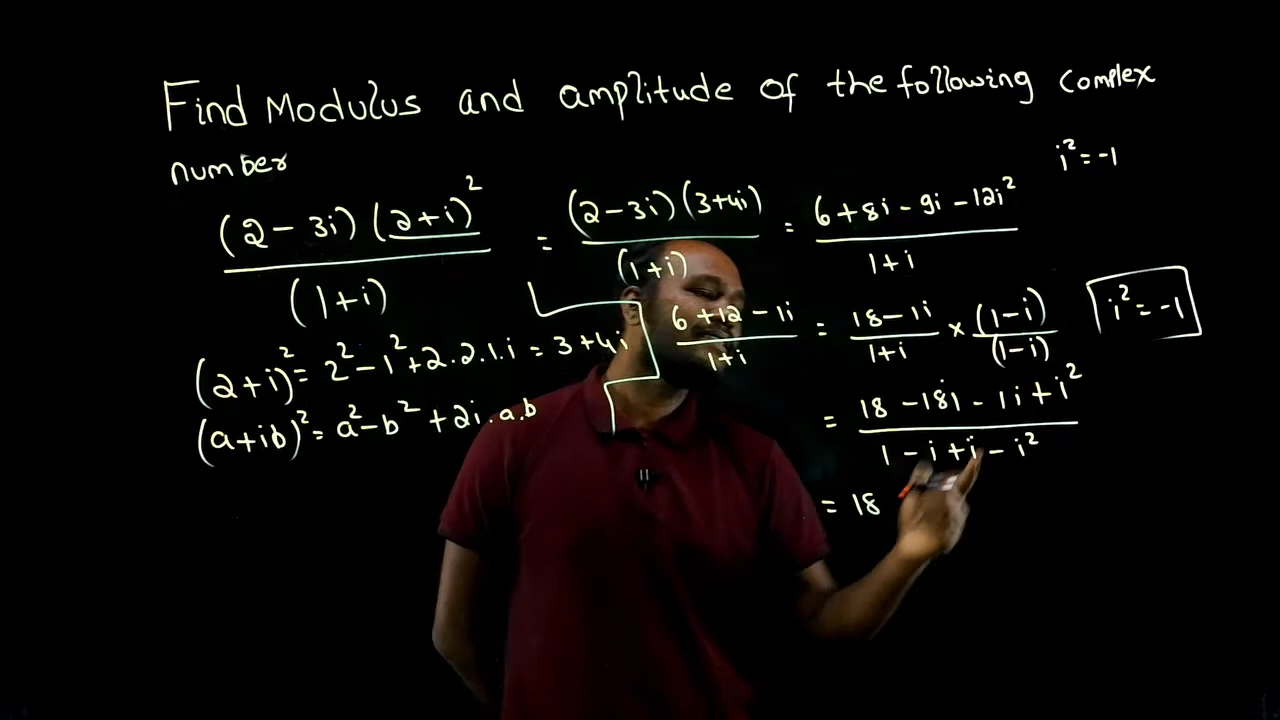 Find Modulus and amplitude of the following complex
number
i² = -1
(2 - 3i) (2+i)² / (1+i) = (2-3i)(3+4i) / (1+i) = 6+8i - 9i - 12i² / 1+i
6 +12 - 1i / 1+i = 18-1i / 1+i × (1-i) / (1-i)
i² = -1
(2+i)² = 2² - 1² + 2.2.1.i = 3+4i
(a+ib)² = a² - b² + 2i.a.b
= 18 - 18i - 1i + i² / 1 - i + i - i²
= 18